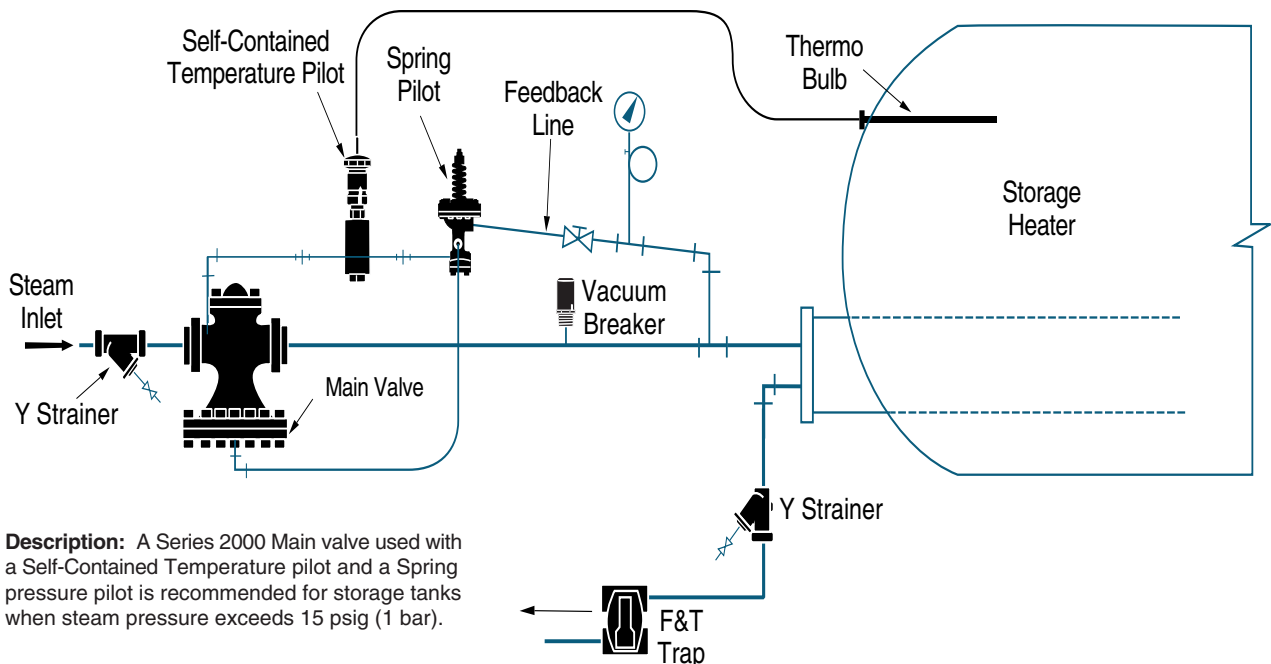 Self-Contained
Temperature Pilot
Spring
Pilot
Feedback
Line
Thermo
Bulb
Storage
Heater
Steam
Inlet
Vacuum
Breaker
Main Valve
Y Strainer
Y Strainer
F&T
Trap
Description: A Series 2000 Main valve used with
a Self-Contained Temperature pilot and a Spring
pressure pilot is recommended for storage tanks
when steam pressure exceeds 15 psig (1 bar).